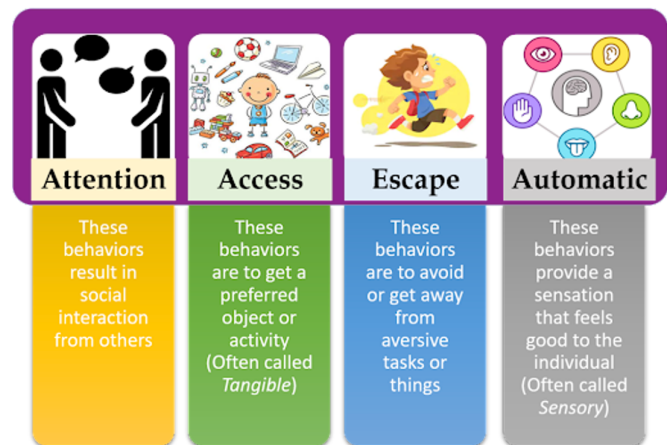 Attention
These
behaviors
result in
social
interaction
from others
Access
These
behaviors
are to get a
preferred
object or
activity
(Often called
Tangible)
Escape
These
behaviors
are to avoid
or get away
from
aversive
tasks or
things
Automatic
These
behaviors
provide a
sensation
that feels
good to the
individual
(Often called
Sensory)